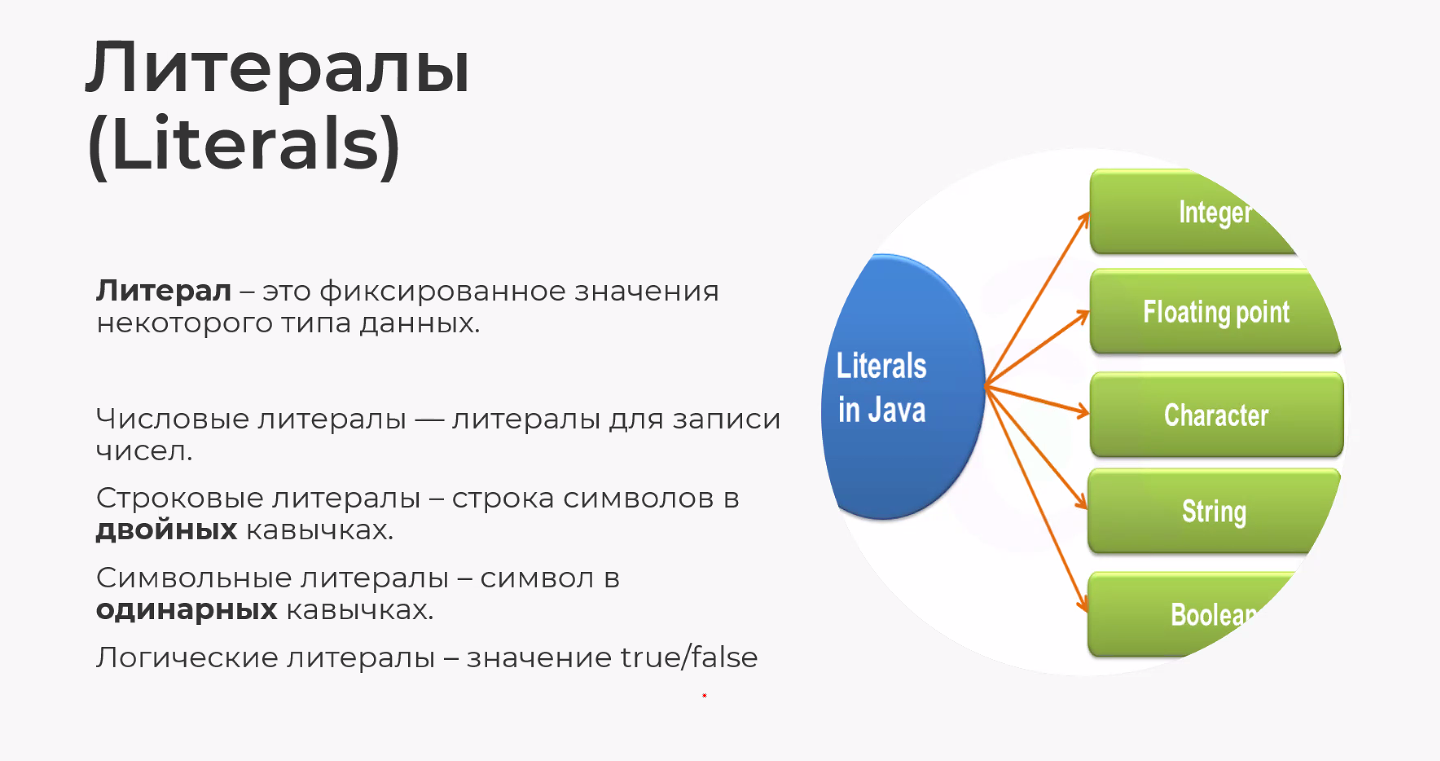 Литералы
(Literals)
Литерал – это фиксированное значения
некоторого типа данных.
Числовые литералы — литералы для записи
чисел.
Строковые литералы – строка символов в
двойных кавычках.
Символьные литералы – символ в
одинарных кавычках.
Логические литералы – значение true/false
Literals
in Java
Integer
Floating point
Character
String
Boolean